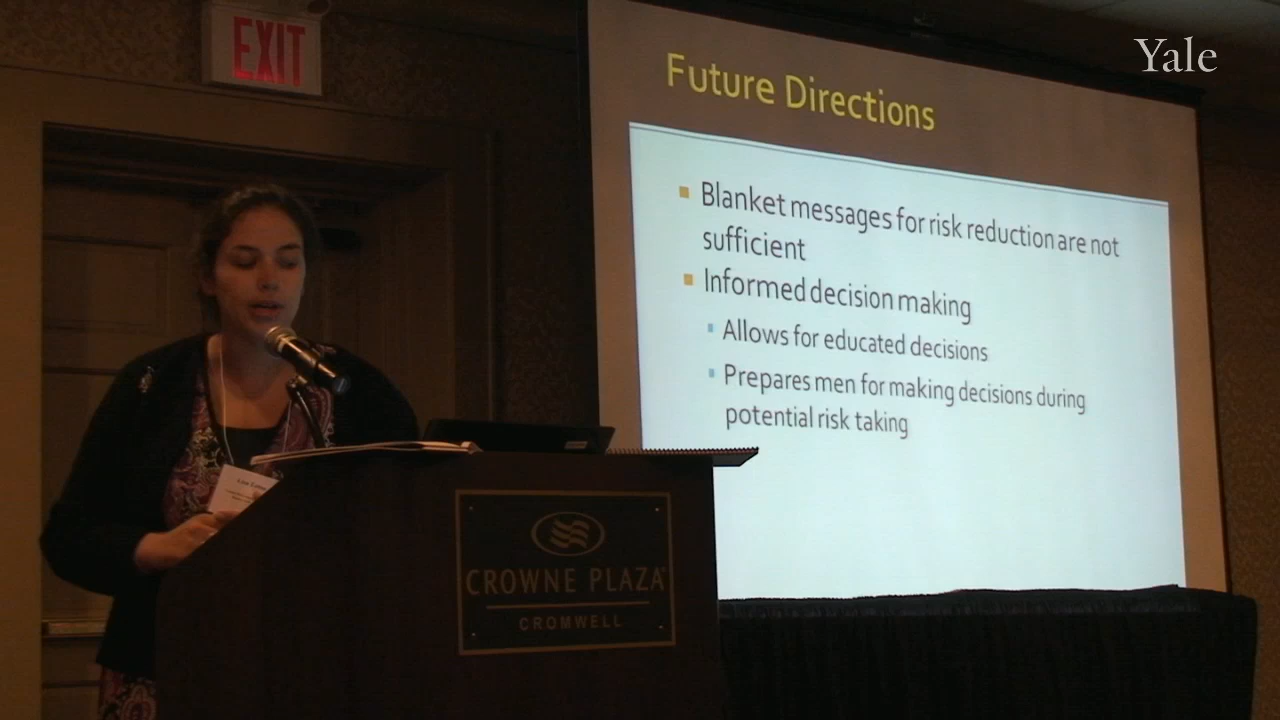 EXIT
Yale
Future Directions
Blanket messages for risk reduction are not
sufficient
Informed decision making
Allows for educated decisions
Prepares men for making decisions during
potential risk taking
CROWNE PLAZA
CROMWELL